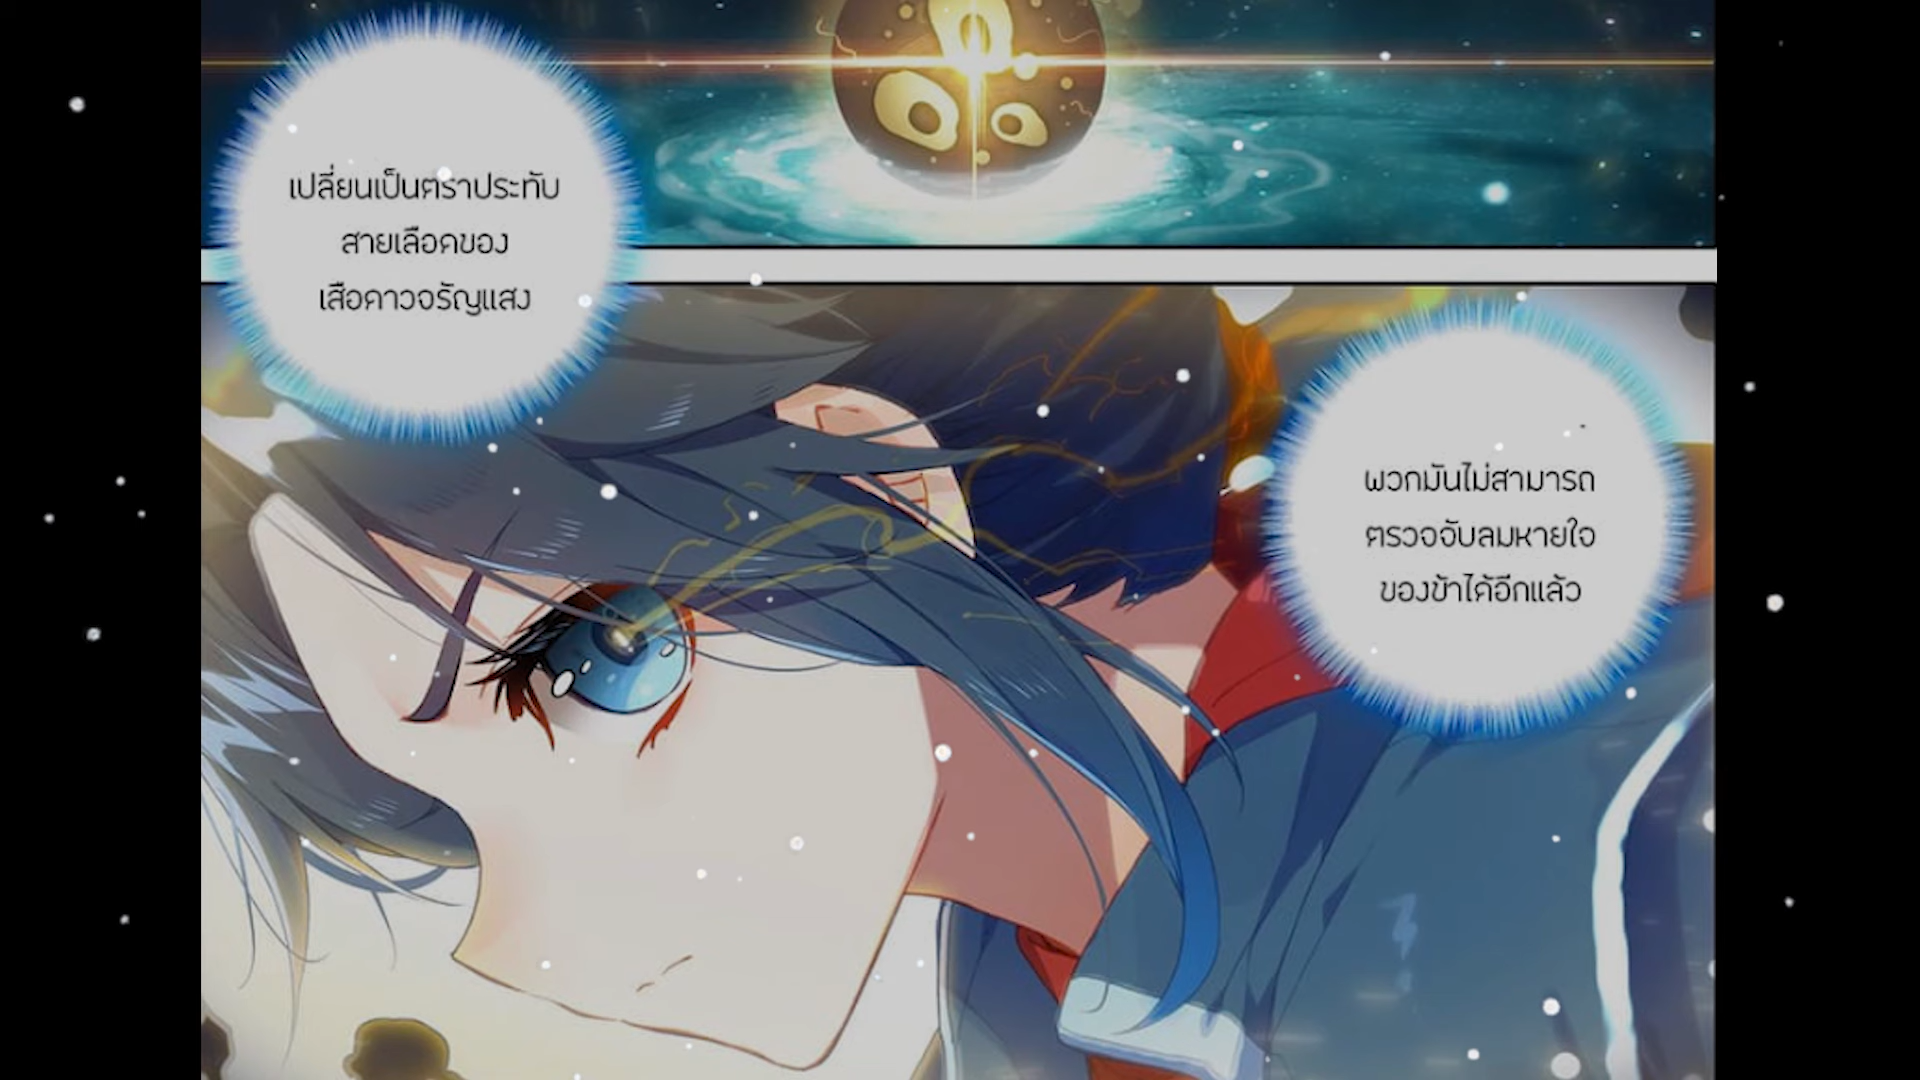 เปลี่ยนเป็นตราประทับ
สายเลือดของ
เสือดาวจรัญแสง
พวกมันไม่สามารถ
ตรวจจับลมหายใจ
ของข้าได้อีกแล้ว